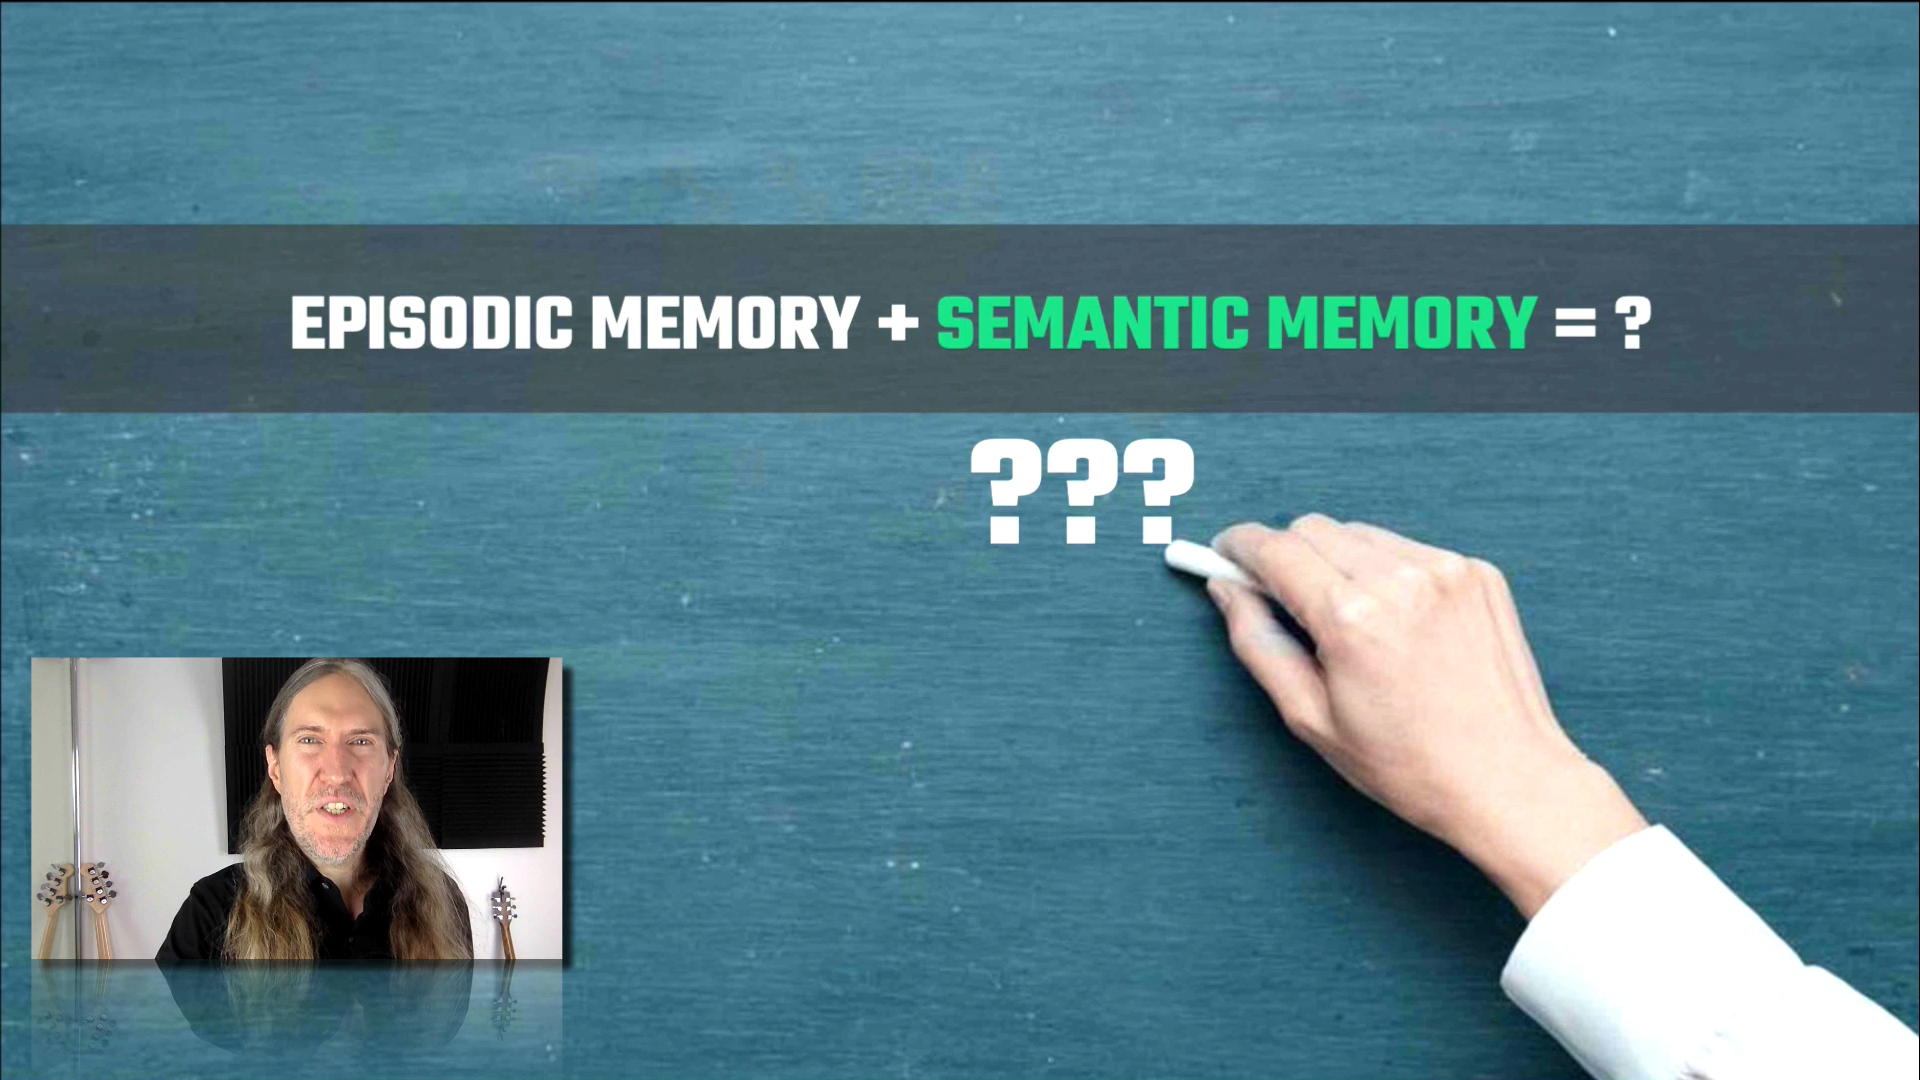 EPISODIC MEMORY + SEMANTIC MEMORY = ?
???